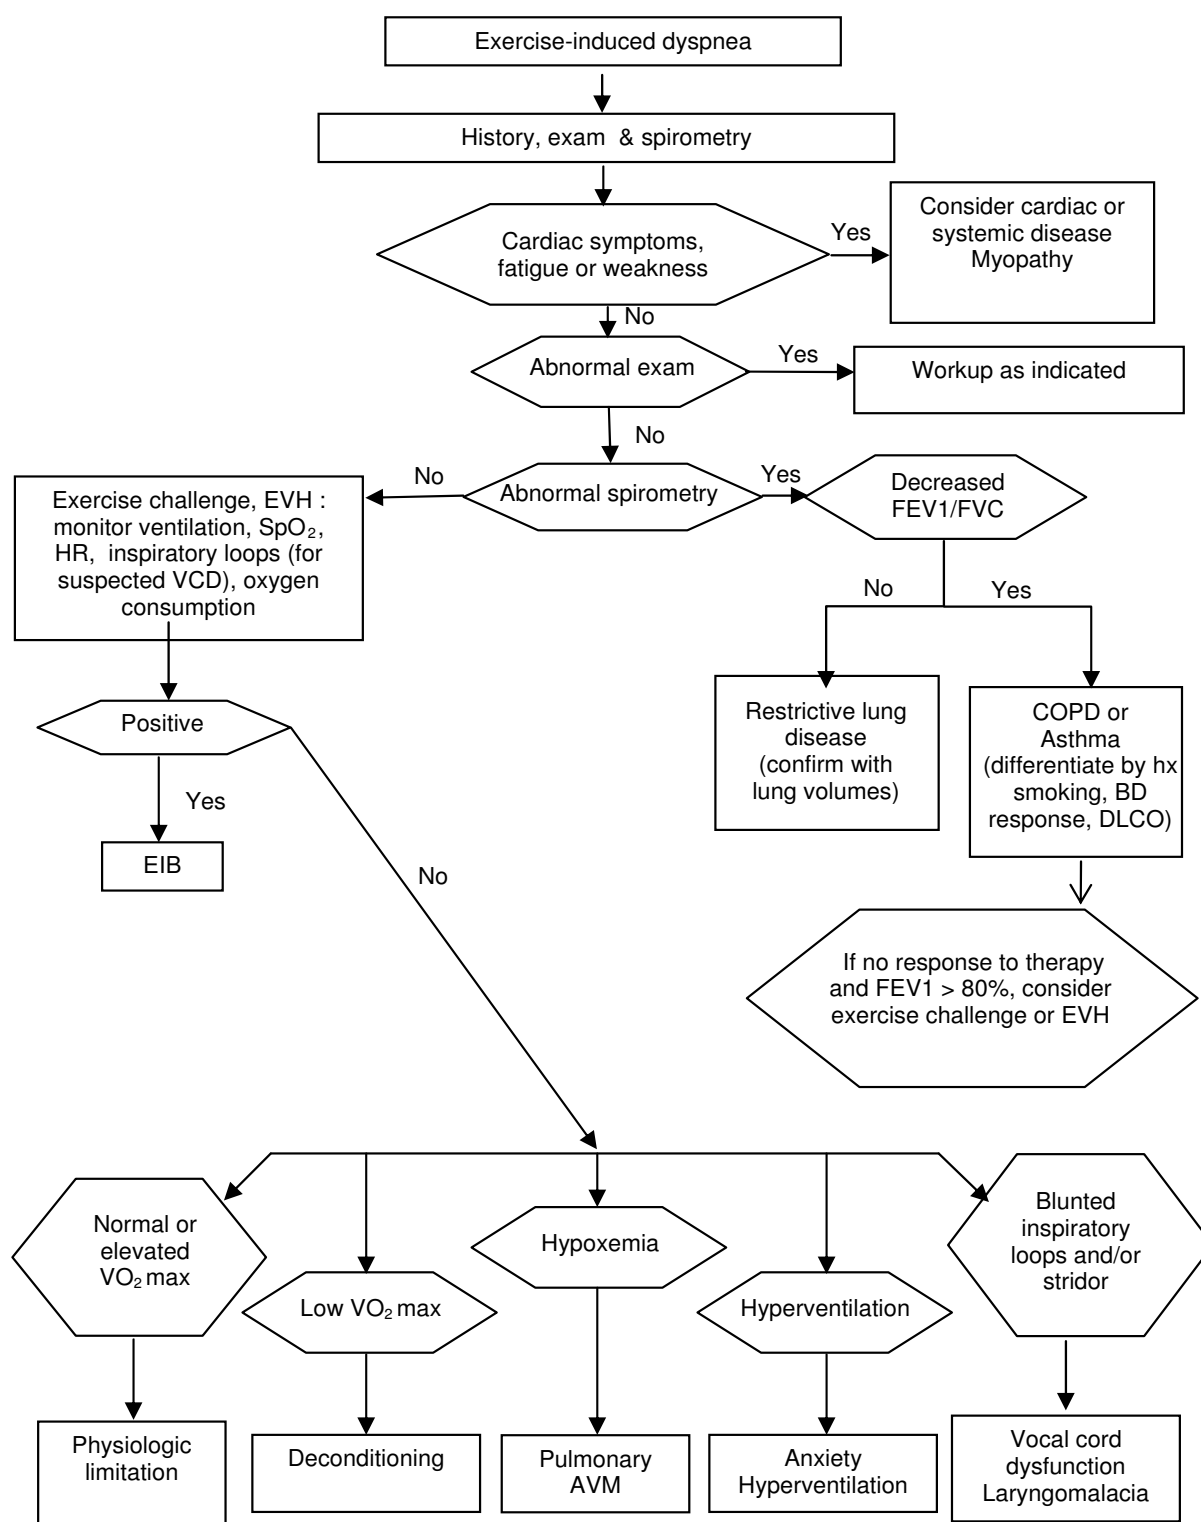 Exercise-induced dyspnea
History, exam & spirometry
Cardiac symptoms,
fatigue or weakness
Yes
Consider cardiac or
systemic disease
Myopathy
No
Abnormal exam
Yes
Workup as indicated
No
Abnormal spirometry
No
Yes
Exercise challenge, EVH :
monitor ventilation, SpO₂,
HR, inspiratory loops (for
suspected VCD), oxygen
consumption
Decreased
FEV1/FVC
No
Yes
Restrictive lung
disease
(confirm with
lung volumes)
COPD or
Asthma
(differentiate by hx
smoking, BD
response, DLCO)
Positive
Yes
EIB
No
If no response to therapy
and FEV1 > 80%, consider
exercise challenge or EVH
Normal or
elevated
VO₂ max
Low VO₂ max
Hypoxemia
Hyperventilation
Blunted
inspiratory
loops and/or
stridor
Physiologic
limitation
Deconditioning
Pulmonary
AVM
Anxiety
Hyperventilation
Vocal cord
dysfunction
Laryngomalacia